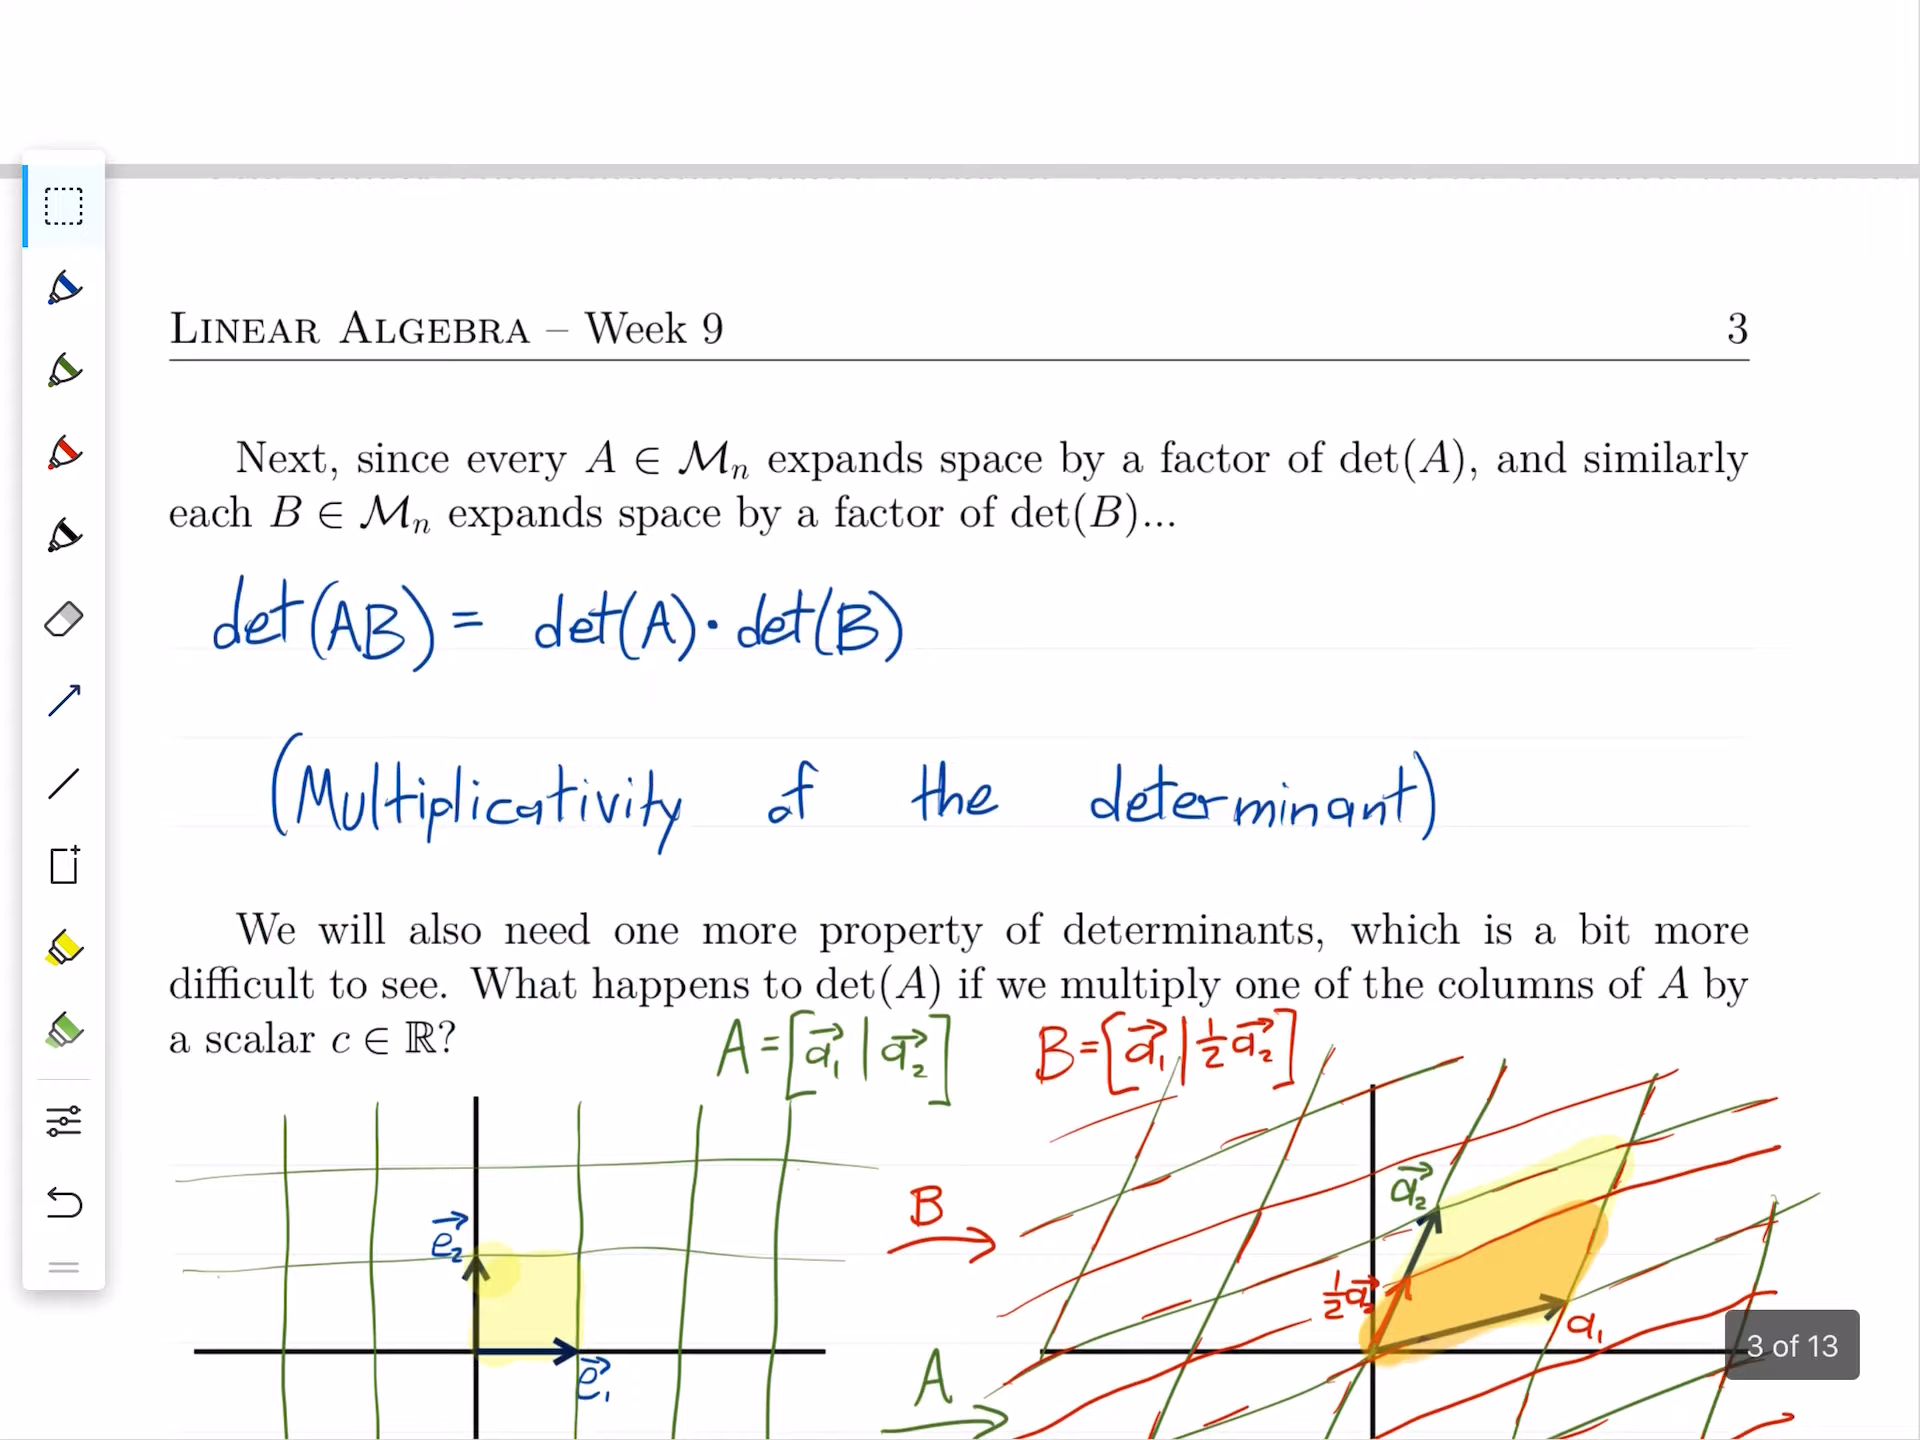 LINEAR ALGEBRA – Week 9 3
Next, since every A ∈ Mₙ expands space by a factor of det(A), and similarly
each B ∈ Mₙ expands space by a factor of det(B)...
det(AB) = det(A) · det(B)
(Multiplicativity of the determinant)
We will also need one more property of determinants, which is a bit more
difficult to see. What happens to det(A) if we multiply one of the columns of A by
a scalar c ∈ ℝ?
A = [a⃗₁ | a⃗₂]
B = [a⃗₁ | ½a⃗₂]
e⃗₂
e⃗₁
B
A
a⃗₂
½a⃗₂
a₁
3 of 13